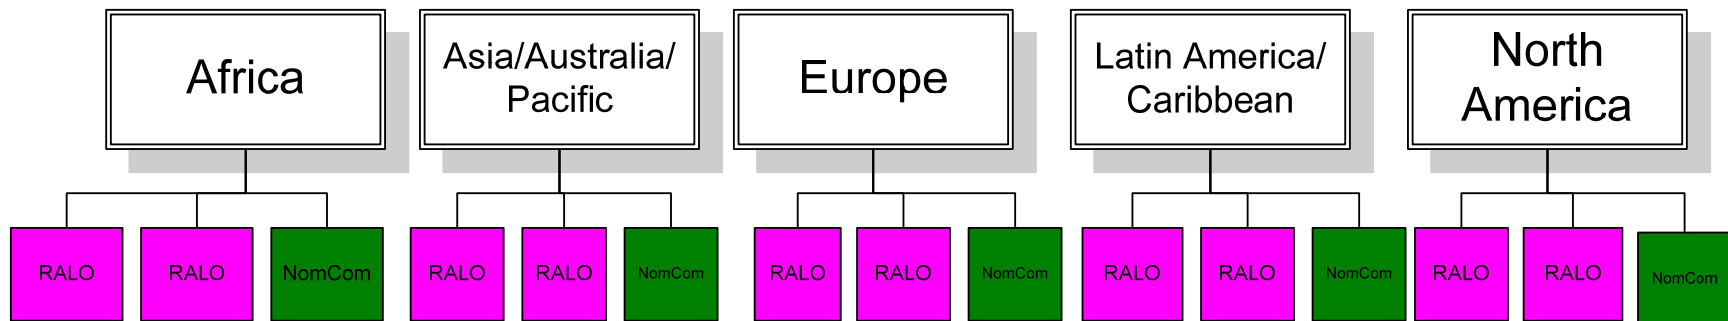 Africa
Asia/Australia/
Pacific
Europe
Latin America/
Caribbean
North
America
RALO
RALO
NomCom
RALO
RALO
NomCom
RALO
RALO
NomCom
RALO
RALO
NomCom
RALO
RALO
NomCom